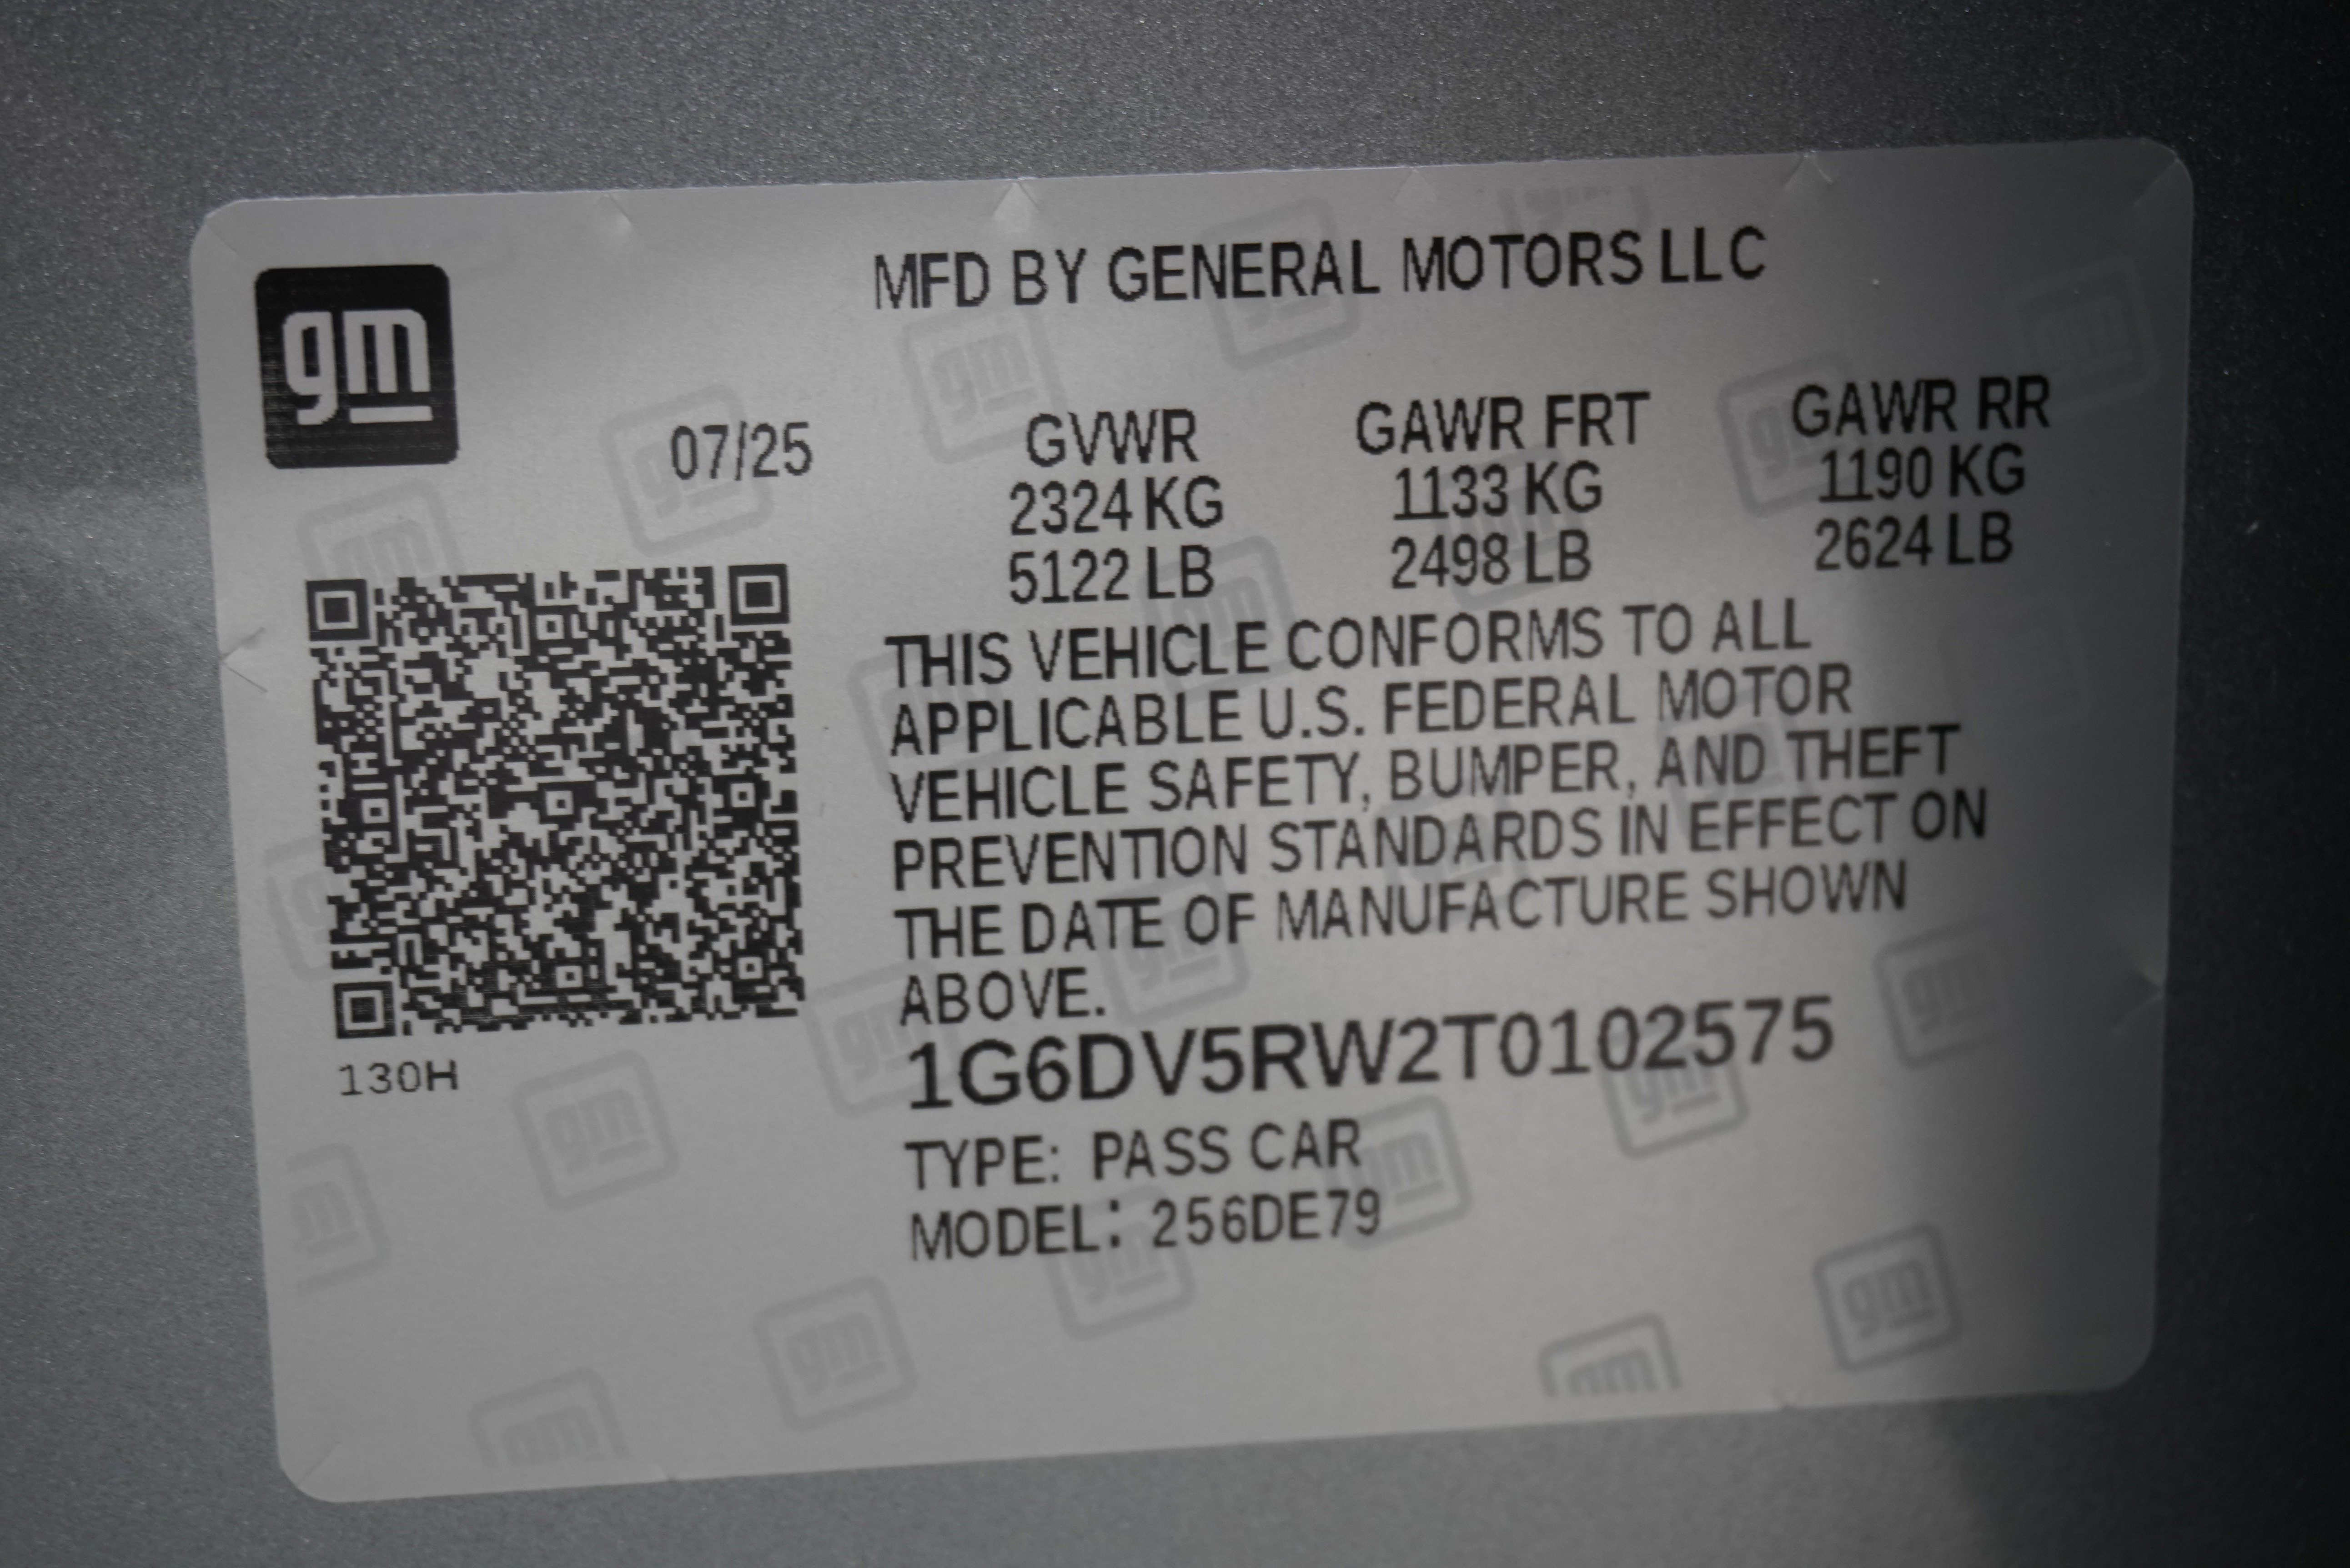 gm
MFD BY GENERAL MOTORS LLC
07/25
GVWR GAWR FRT GAWR RR
2324 KG 1133 KG 1190 KG
5122 LB 2498 LB 2624 LB
THIS VEHICLE CONFORMS TO ALL
APPLICABLE U.S. FEDERAL MOTOR
VEHICLE SAFETY, BUMPER, AND THEFT
PREVENTION STANDARDS IN EFFECT ON
THE DATE OF MANUFACTURE SHOWN
ABOVE.
1G6DV5RW2T0102575
130H
TYPE: PASS CAR
MODEL: 256DE79